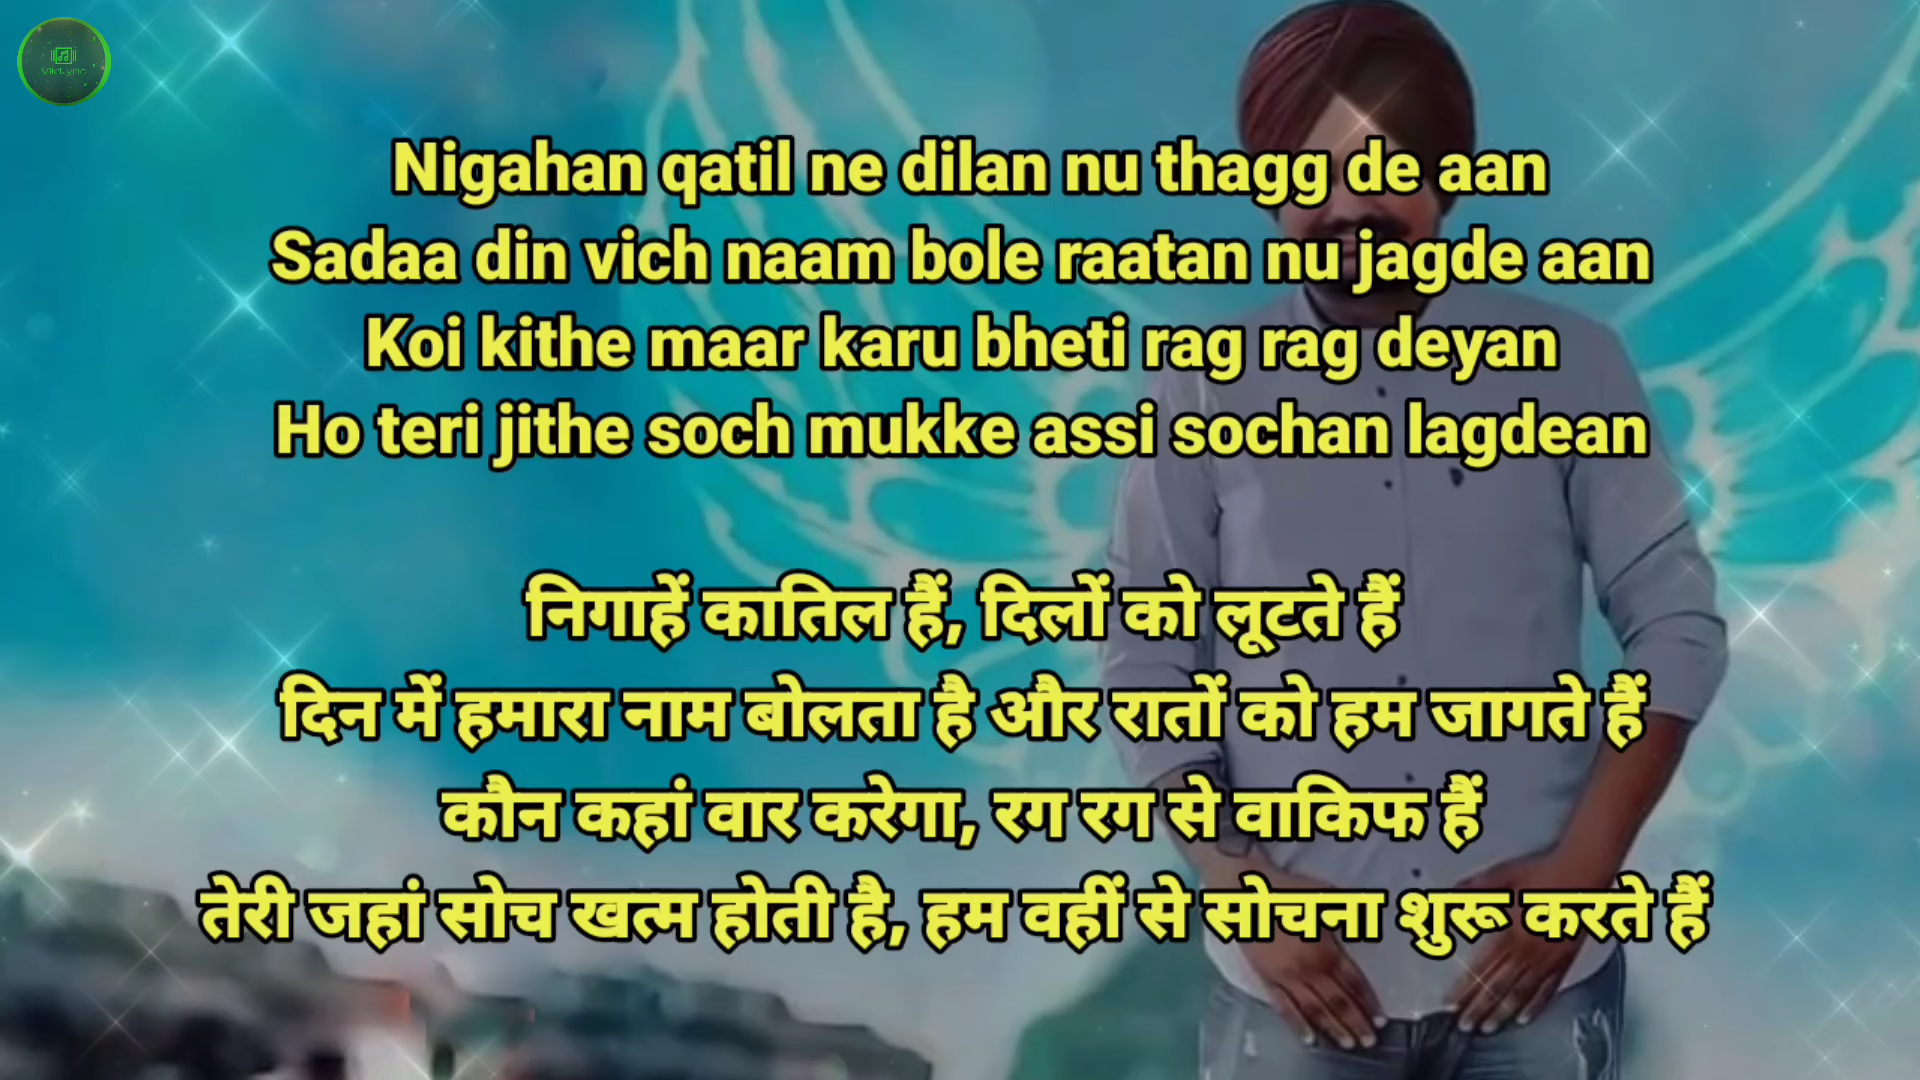 VikLyric
Nigahan qatil ne dilan nu thagg de aan
Sadaa din vich naam bole raatan nu jagde aan
Koi kithe maar karu bheti rag rag deyan
Ho teri jithe soch mukke assi sochan lagdean
निगाहें कातिल हैं, दिलों को लूटते हैं
दिन में हमारा नाम बोलता है और रातों को हम जागते हैं
कौन कहां वार करेगा, रग रग से वाकिफ हैं
तेरी जहां सोच खत्म होती है, हम वहीं से सोचना शुरू करते हैं